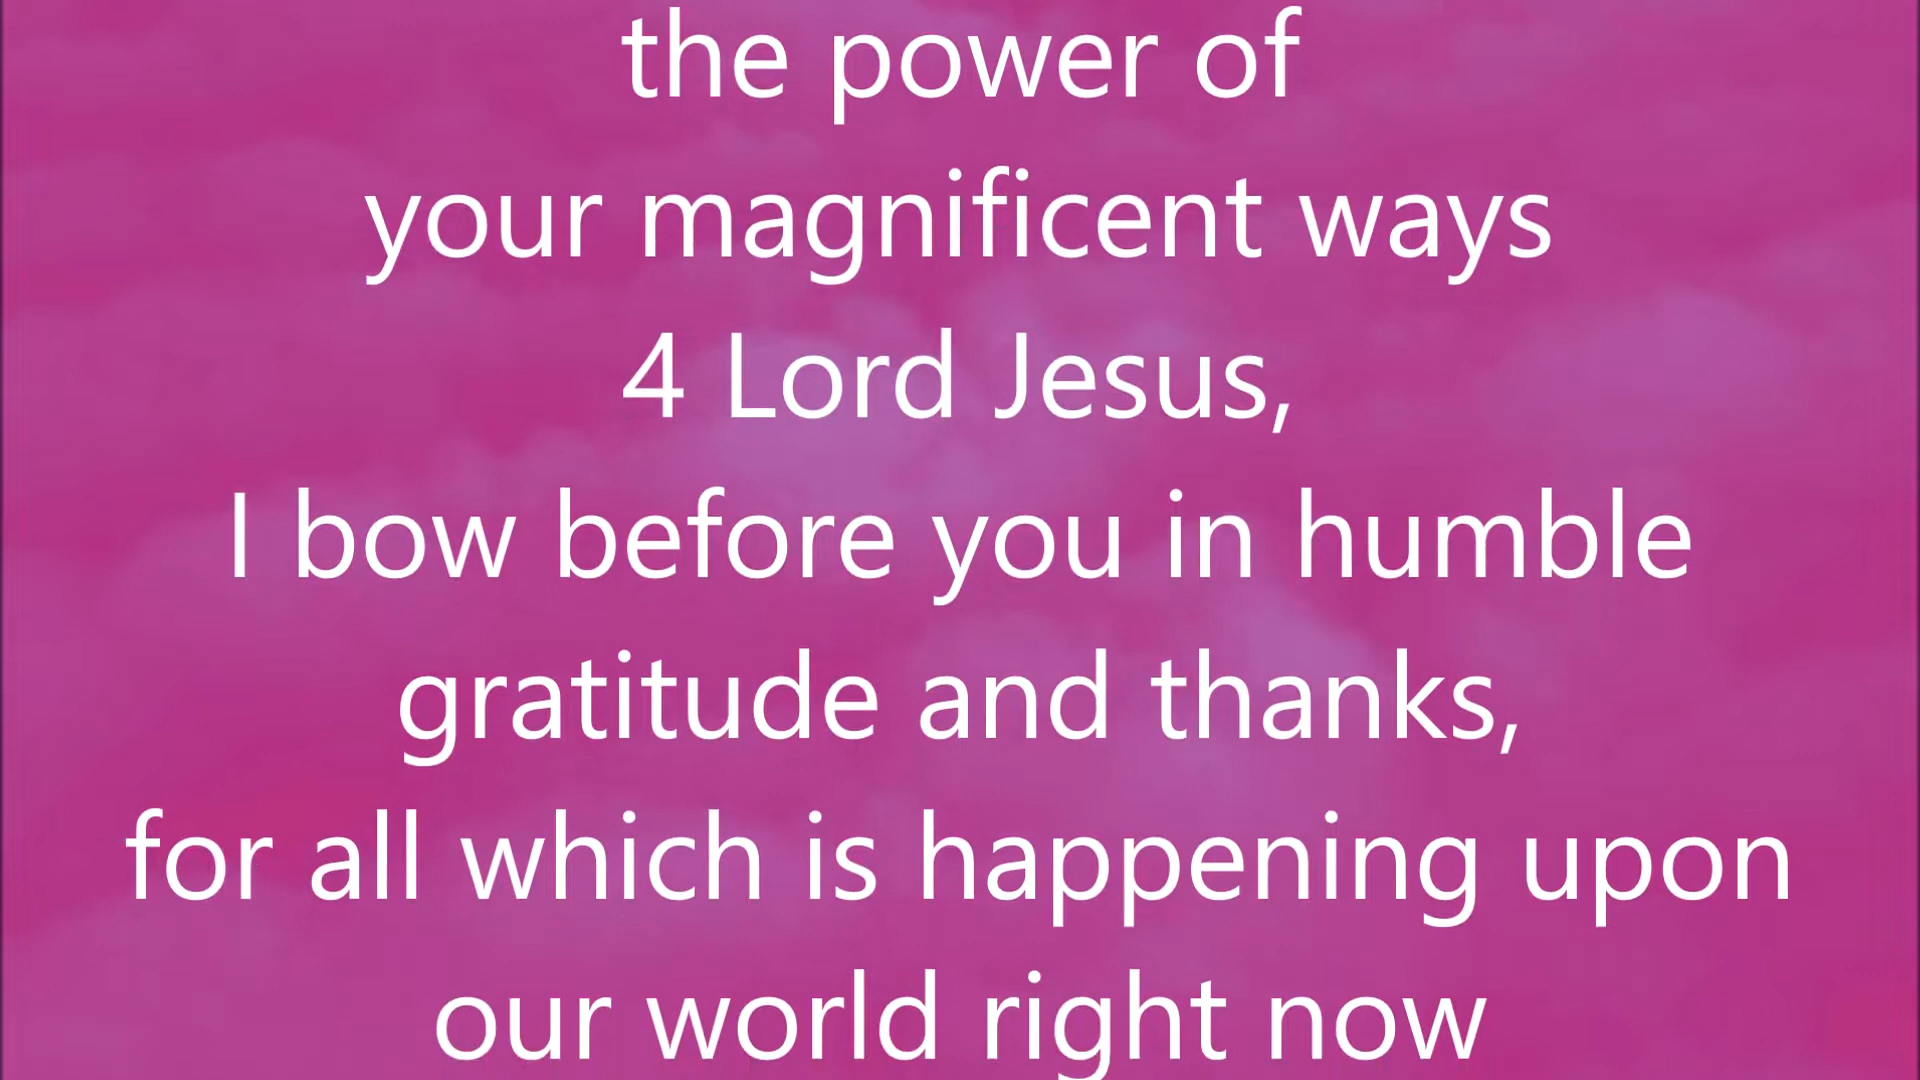 the power of
your magnificent ways
4 Lord Jesus,
I bow before you in humble
gratitude and thanks,
for all which is happening upon
our world right now